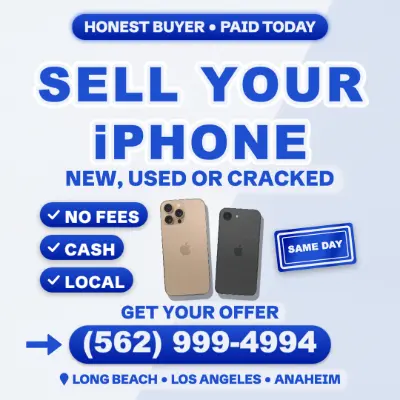 HONEST BUYER • PAID TODAY
SELL YOUR
iPHONE
NEW, USED OR CRACKED
NO FEES
CASH
LOCAL
SAME DAY
GET YOUR OFFER
(562) 999-4994
LONG BEACH • LOS ANGELES • ANAHEIM